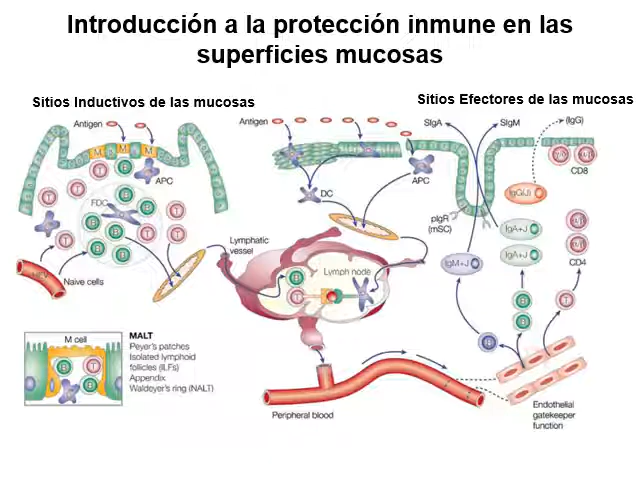 Introducción a la protección inmune en las
superficies mucosas
Sitios Inductivos de las mucosas
Sitios Efectores de las mucosas
Antigen
M
M
M
APC
T
T
T
T
FDC
B
B
B
B
B
B
T
T
T
T
HEV
Naive cells
Antigen
DC
APC
Lymphatic
vessel
Lymph node
B
T
SIgA
SIgM
(IgG)
CD8
pIgR
(mSC)
IgG(J)
IgA+J
IgA+J
IgM+J
CD4
B
B
B
T
Peripheral blood
Endothelial
gatekeeper
function
M cell
B
T
T
B
MALT
Peyer's patches
Isolated lymphoid
follicles (ILFs)
Appendix
Waldeyer's ring (NALT)